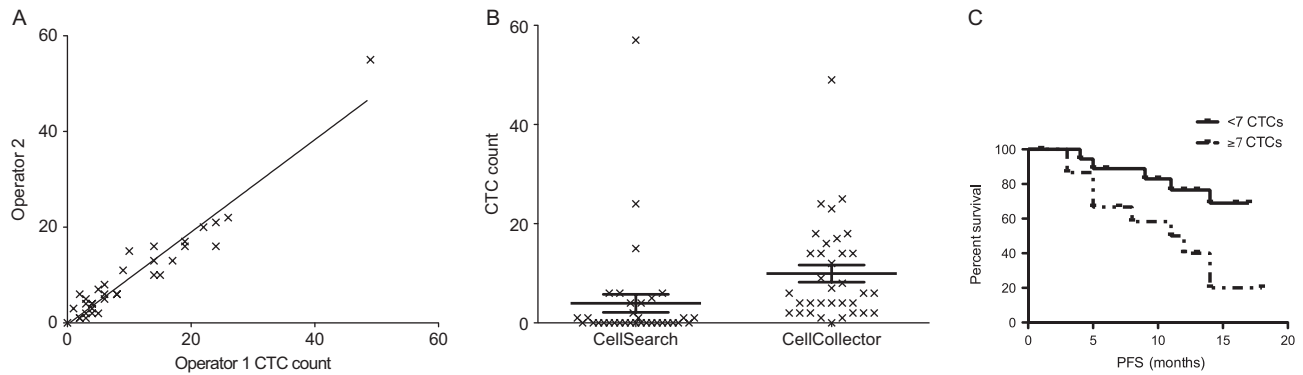 A
60
40
20
0
Operator 2
0
20
40
60
Operator 1 CTC count
B
60
40
20
0
CTC count
CellSearch
CellCollector
C
<7 CTCs
≥7 CTCs
100
80
60
40
20
0
Percent survival
0
5
10
15
20
PFS (months)